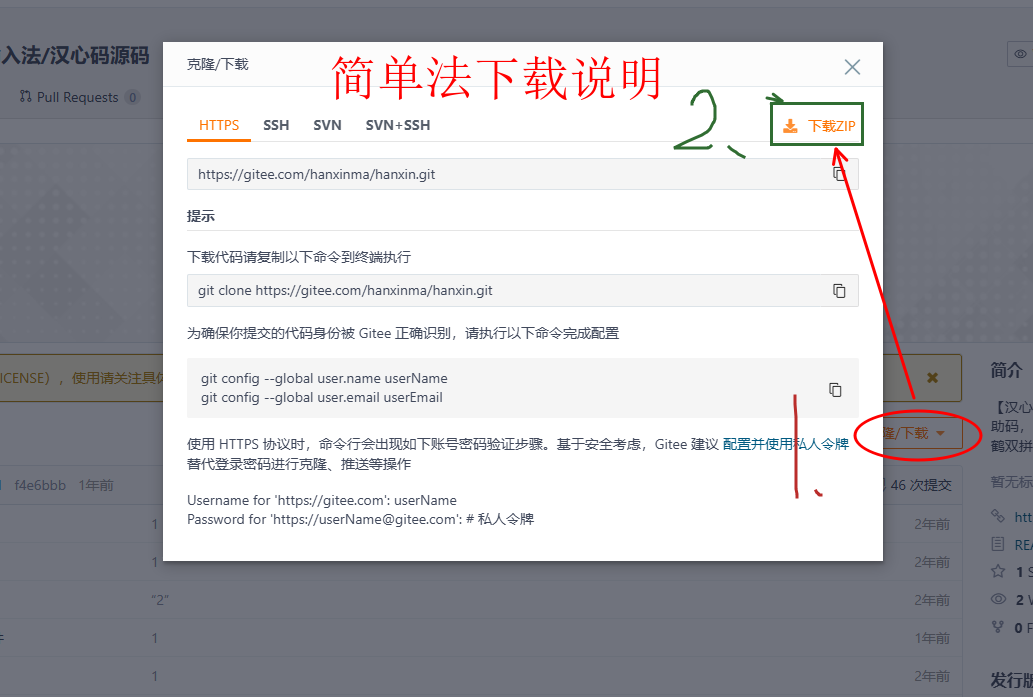 入法/汉心码源码
Pull Requests 0
克隆/下载
简单法下载说明
HTTPS SSH SVN SVN+SSH
2、
下载ZIP
https://gitee.com/hanxinma/hanxin.git
提示
下载代码请复制以下命令到终端执行
git clone https://gitee.com/hanxinma/hanxin.git
为确保你提交的代码身份被 Gitee 正确识别，请执行以下命令完成配置
ICENSE），使用请关注具体
git config --global user.name userName
git config --global user.email userEmail
简介
【汉心
助码，
鹤双拼
隆/下载
1、
使用 HTTPS 协议时，命令行会出现如下账号密码验证步骤。基于安全考虑，Gitee 建议 配置并使用私人令牌
替代登录密码进行克隆、推送等操作
f4e6bbb 1年前
46 次提交
暂无标
Username for 'https://gitee.com': userName
Password for 'https://userName@gitee.com': # 私人令牌
htt
1 2年前
REA
1 2年前
1 S
"2" 2年前
2 W
0 F
1 1年前
1 2年前
发行版